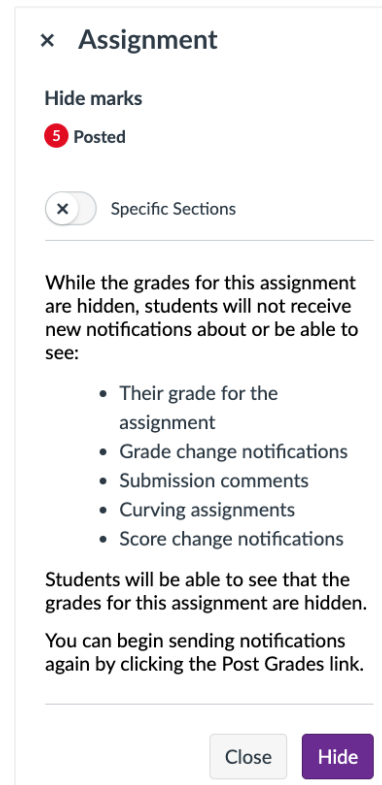 × Assignment
Hide marks
5 Posted
× Specific Sections
While the grades for this assignment
are hidden, students will not receive
new notifications about or be able to
see:
• Their grade for the
assignment
• Grade change notifications
• Submission comments
• Curving assignments
• Score change notifications
Students will be able to see that the
grades for this assignment are hidden.
You can begin sending notifications
again by clicking the Post Grades link.
Close Hide